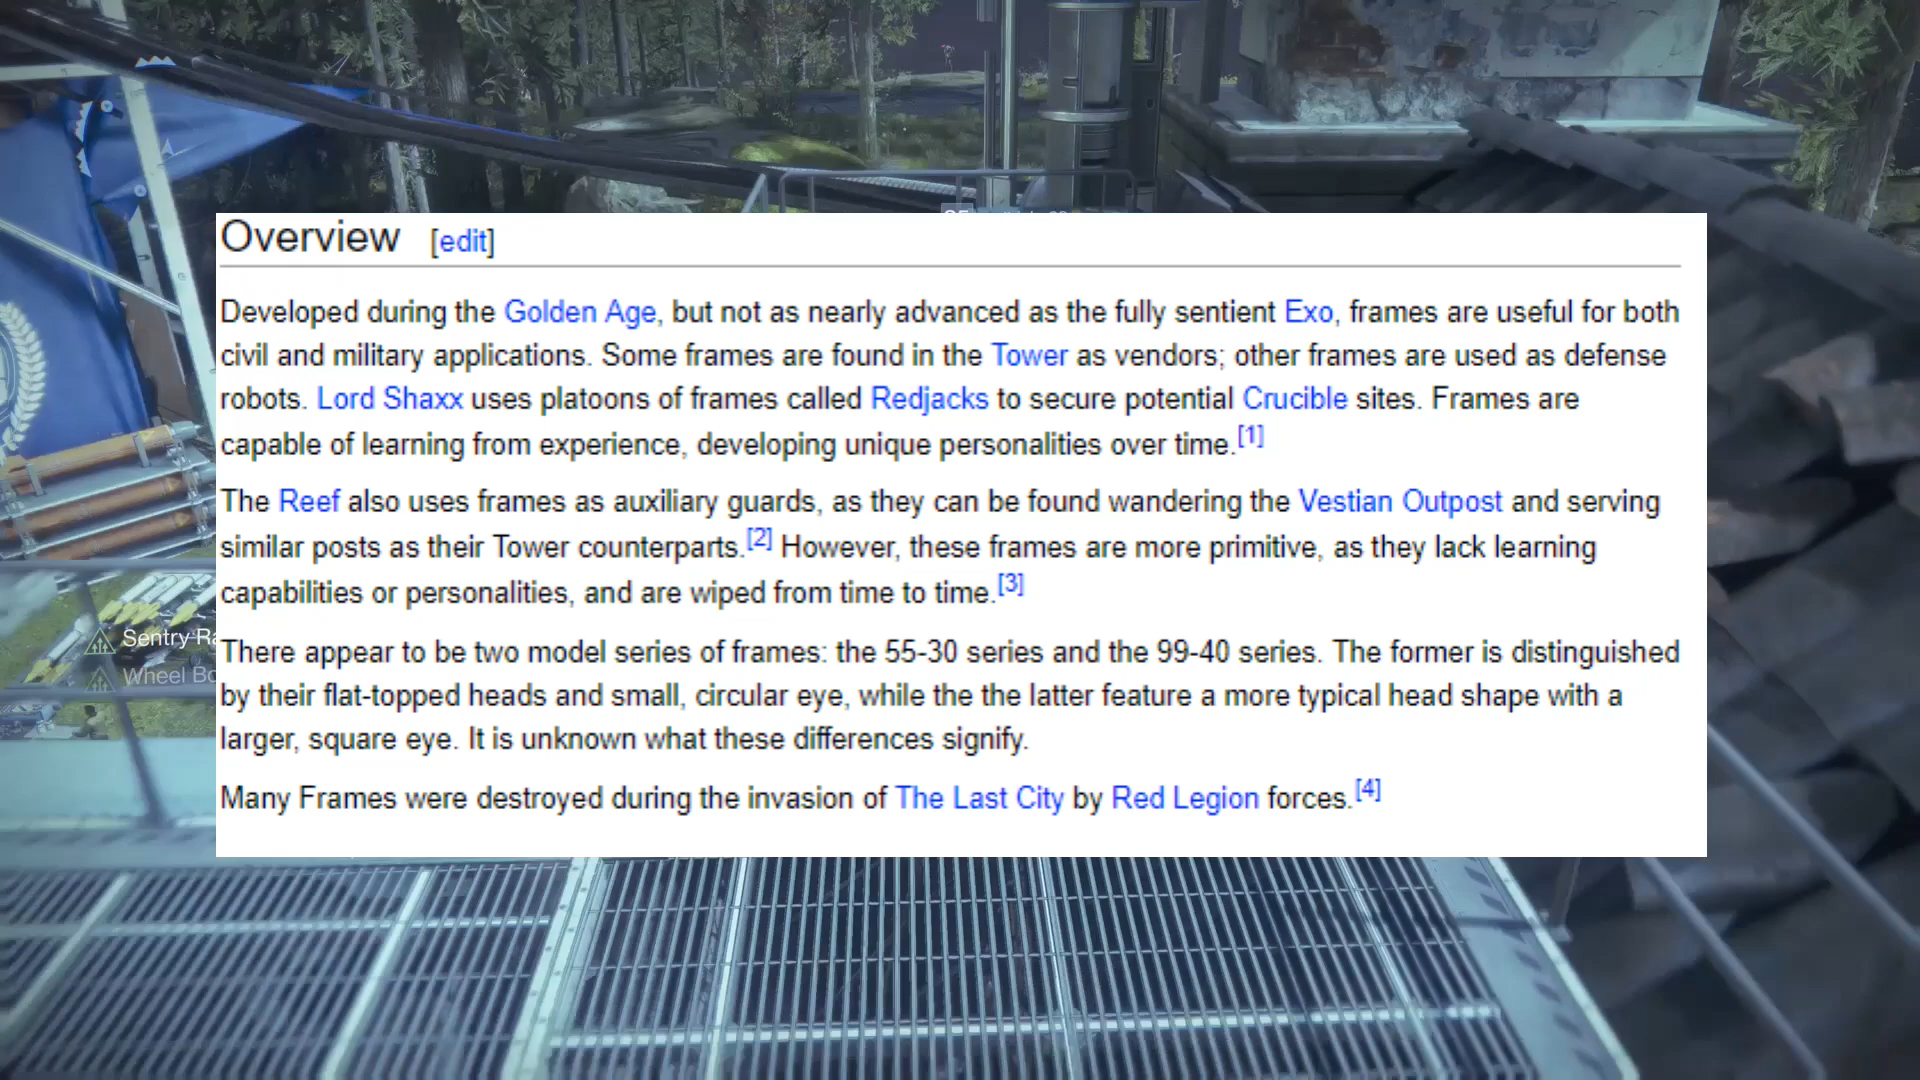 Overview [edit]
Developed during the Golden Age, but not as nearly advanced as the fully sentient Exo, frames are useful for both
civil and military applications. Some frames are found in the Tower as vendors; other frames are used as defense
robots. Lord Shaxx uses platoons of frames called Redjacks to secure potential Crucible sites. Frames are
capable of learning from experience, developing unique personalities over time.[1]
The Reef also uses frames as auxiliary guards, as they can be found wandering the Vestian Outpost and serving
similar posts as their Tower counterparts.[2] However, these frames are more primitive, as they lack learning
capabilities or personalities, and are wiped from time to time.[3]
Sentry
Wheel
There appear to be two model series of frames: the 55-30 series and the 99-40 series. The former is distinguished
by their flat-topped heads and small, circular eye, while the the latter feature a more typical head shape with a
larger, square eye. It is unknown what these differences signify.
Many Frames were destroyed during the invasion of The Last City by Red Legion forces.[4]